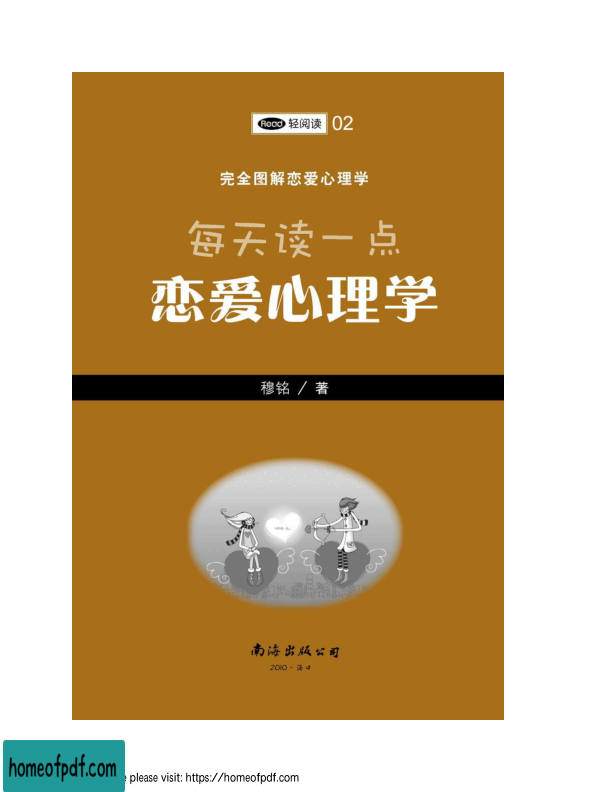 Read 轻阅读 02
完全图解恋爱心理学
每天读一点
恋爱心理学
穆铭 / 著
南海出版公司
2010·海口
homeofpdf.com
please visit: https://homeofpdf.com